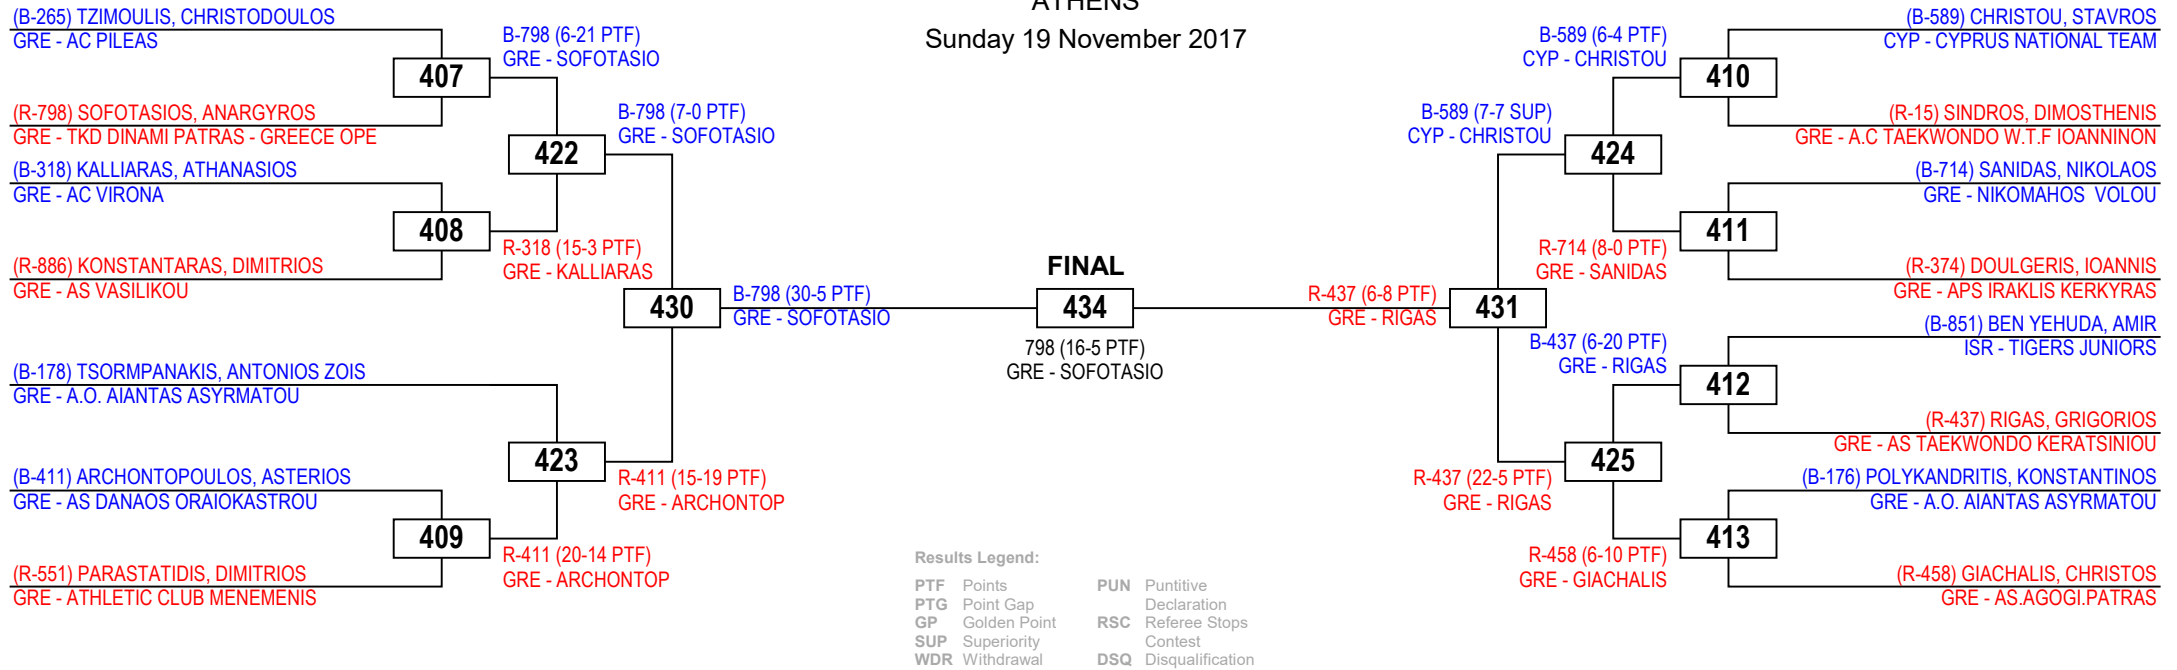 ATHENS
Sunday 19 November 2017
(B-265) TZIMOULIS, CHRISTODOULOS
GRE - AC PILEAS
407
(R-798) SOFOTASIOS, ANARGYROS
GRE - TKD DINAMI PATRAS - GREECE OPE
(B-318) KALLIARAS, ATHANASIOS
GRE - AC VIRONA
408
(R-886) KONSTANTARAS, DIMITRIOS
GRE - AS VASILIKOU
(B-178) TSORMPANAKIS, ANTONIOS ZOIS
GRE - A.O. AIANTAS ASYRMATOU
(B-411) ARCHONTOPOULOS, ASTERIOS
GRE - AS DANAOS ORAIOKASTROU
409
(R-551) PARASTATIDIS, DIMITRIOS
GRE - ATHLETIC CLUB MENEMENIS
B-798 (6-21 PTF)
GRE - SOFOTASIO
422
R-318 (15-3 PTF)
GRE - KALLIARAS
423
R-411 (20-14 PTF)
GRE - ARCHONTOP
B-798 (7-0 PTF)
GRE - SOFOTASIO
430
R-411 (15-19 PTF)
GRE - ARCHONTOP
B-798 (30-5 PTF)
GRE - SOFOTASIO
FINAL
434
798 (16-5 PTF)
GRE - SOFOTASIO
R-437 (6-8 PTF)
GRE - RIGAS
431
B-589 (7-7 SUP)
CYP - CHRISTOU
R-437 (22-5 PTF)
GRE - RIGAS
B-589 (6-4 PTF)
CYP - CHRISTOU
424
R-714 (8-0 PTF)
GRE - SANIDAS
B-437 (6-20 PTF)
GRE - RIGAS
425
R-458 (6-10 PTF)
GRE - GIACHALIS
(B-589) CHRISTOU, STAVROS
CYP - CYPRUS NATIONAL TEAM
410
(R-15) SINDROS, DIMOSTHENIS
GRE - A.C TAEKWONDO W.T.F IOANNINON
(B-714) SANIDAS, NIKOLAOS
GRE - NIKOMAHOS  VOLOU
411
(R-374) DOULGERIS, IOANNIS
GRE - APS IRAKLIS KERKYRAS
(B-851) BEN YEHUDA, AMIR
ISR - TIGERS JUNIORS
412
(R-437) RIGAS, GRIGORIOS
GRE - AS TAEKWONDO KERATSINIOU
(B-176) POLYKANDRITIS, KONSTANTINOS
GRE - A.O. AIANTAS ASYRMATOU
413
(R-458) GIACHALIS, CHRISTOS
GRE - AS.AGOGI.PATRAS
Results Legend:
PTF Points
PTG Point Gap
GP Golden Point
SUP Superiority
WDR Withdrawal
PUN Puntitive
Declaration
RSC Referee Stops
Contest
DSQ Disqualification